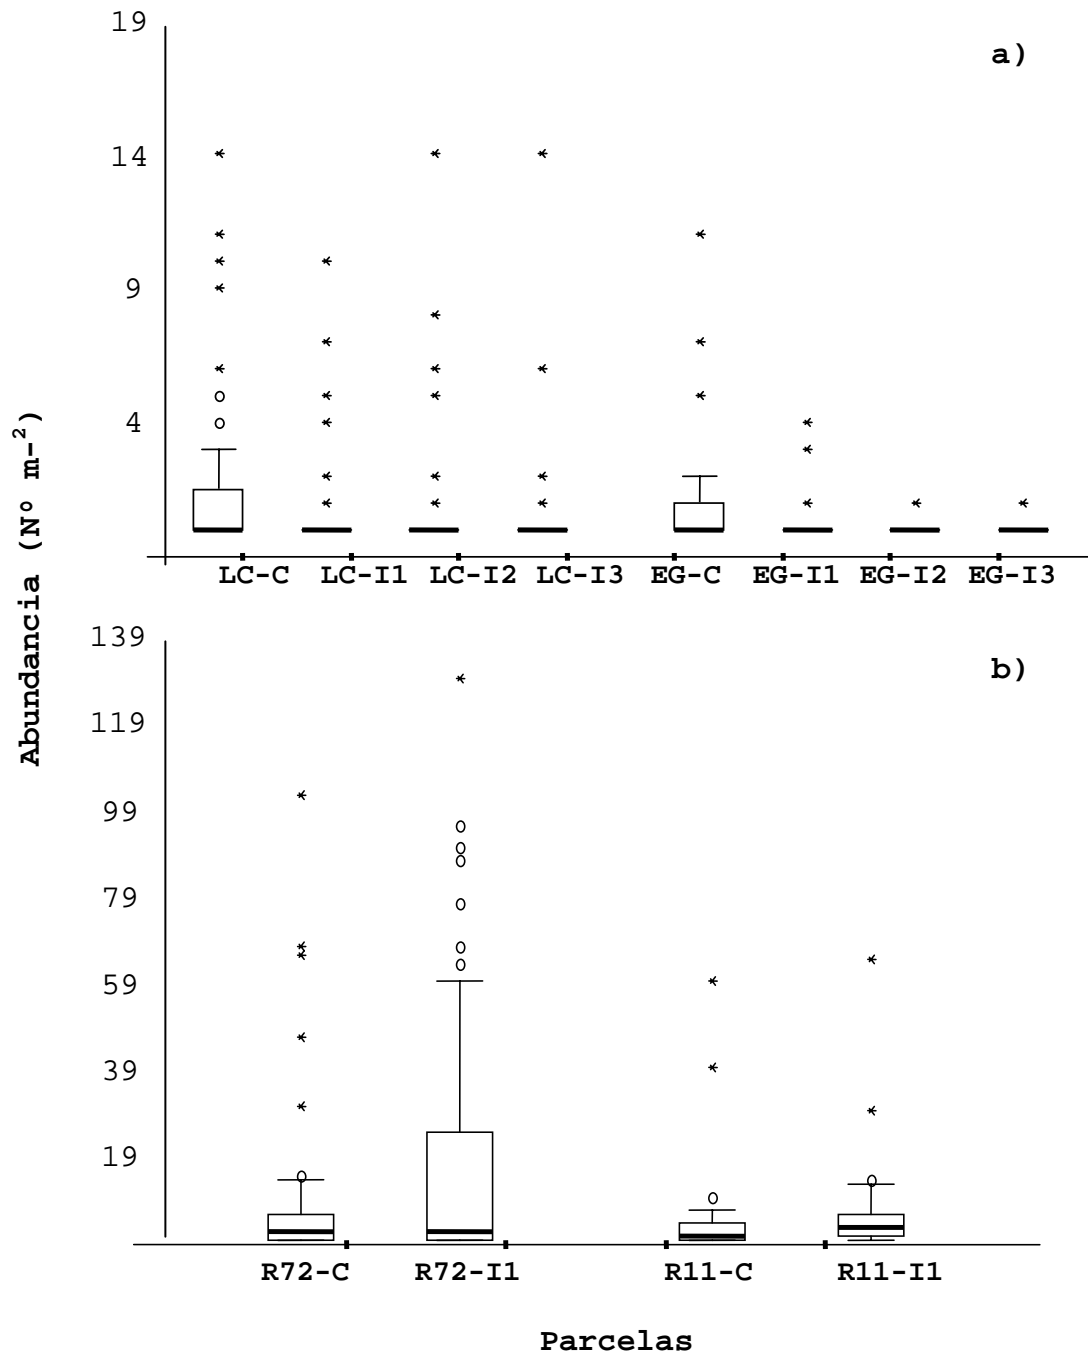 19
a)
14
9
4
LC-C LC-I1 LC-I2 LC-I3 EG-C EG-I1 EG-I2 EG-I3
Abundancia (Nº m-²)
139
b)
119
99
79
59
39
19
R72-C R72-I1 R11-C R11-I1
Parcelas